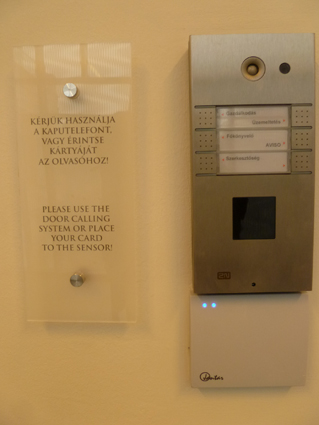 KÉRJÜK HASZNÁLJA
A KAPUTELEFONT,
VAGY ÉRINTSE
KÁRTYÁJÁT
AZ OLVASÓHOZ!
PLEASE USE THE
DOOR CALLING
SYSTEM OR PLACE
YOUR CARD
TO THE SENSOR!